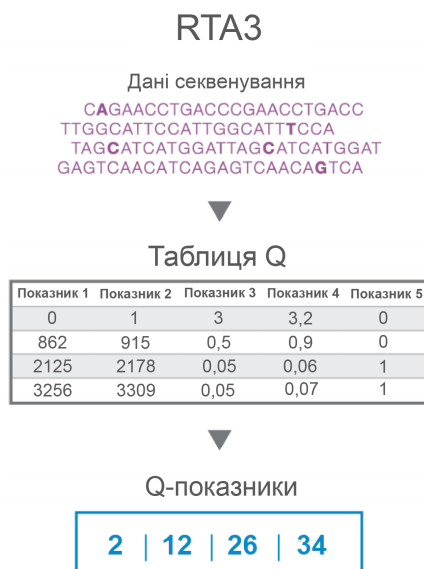 RTA3
Дані секвенування
CAGAACCTGACCCGAACCTGACC
TTGGCATTCCATTGGCATTTCCA
TAGCATCATGGATTAGCATCATGGAT
GAGTCAACATCAGAGTCAACAGTCA
Таблиця Q
Показник 1 Показник 2 Показник 3 Показник 4 Показник 5
0 1 3 3,2 0
862 915 0,5 0,9 0
2125 2178 0,05 0,06 1
3256 3309 0,05 0,07 1
Q-показники
2 | 12 | 26 | 34